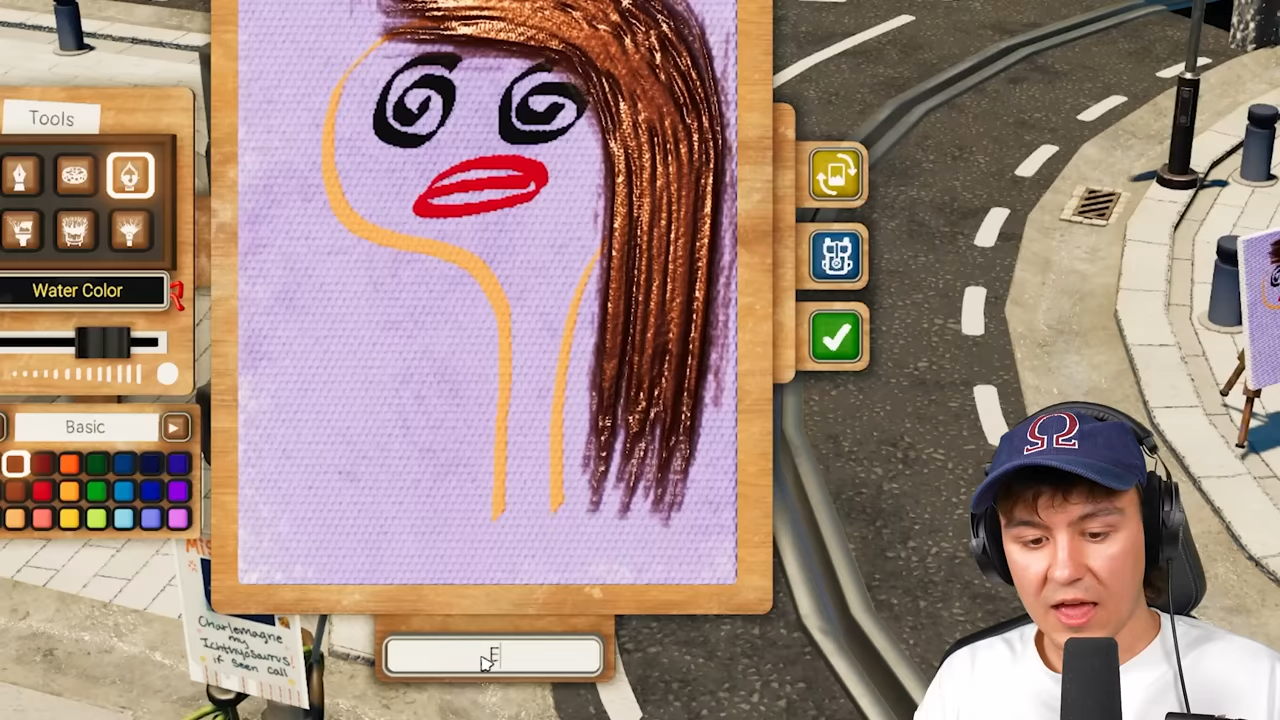 Tools
Water Color
Basic
Charlemagne
my
Ichthyosaurus
if seen call
Ω
E